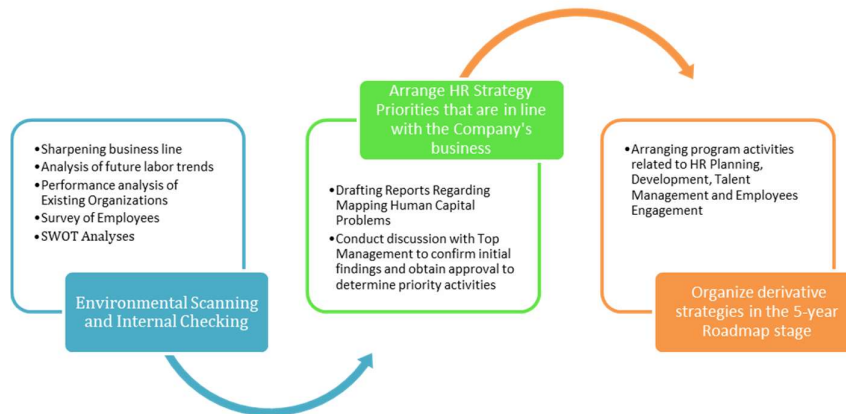 •Sharpening business line
•Analysis of future labor trends
•Performance analysis of
Existing Organizations
•Survey of Employees
•SWOT Analyses
Environmental Scanning
and Internal Checking
Arrange HR Strategy
Priorities that are in line
with the Company's
business
•Drafting Reports Regarding
Mapping Human Capital
Problems
•Conduct discussion with Top
Management to confirm initial
findings and obtain approval to
determine priority activities
•Arranging program activities
related to HR Planning,
Development, Talent
Management and Employees
Engagement
Organize derivative
strategies in the 5-year
Roadmap stage